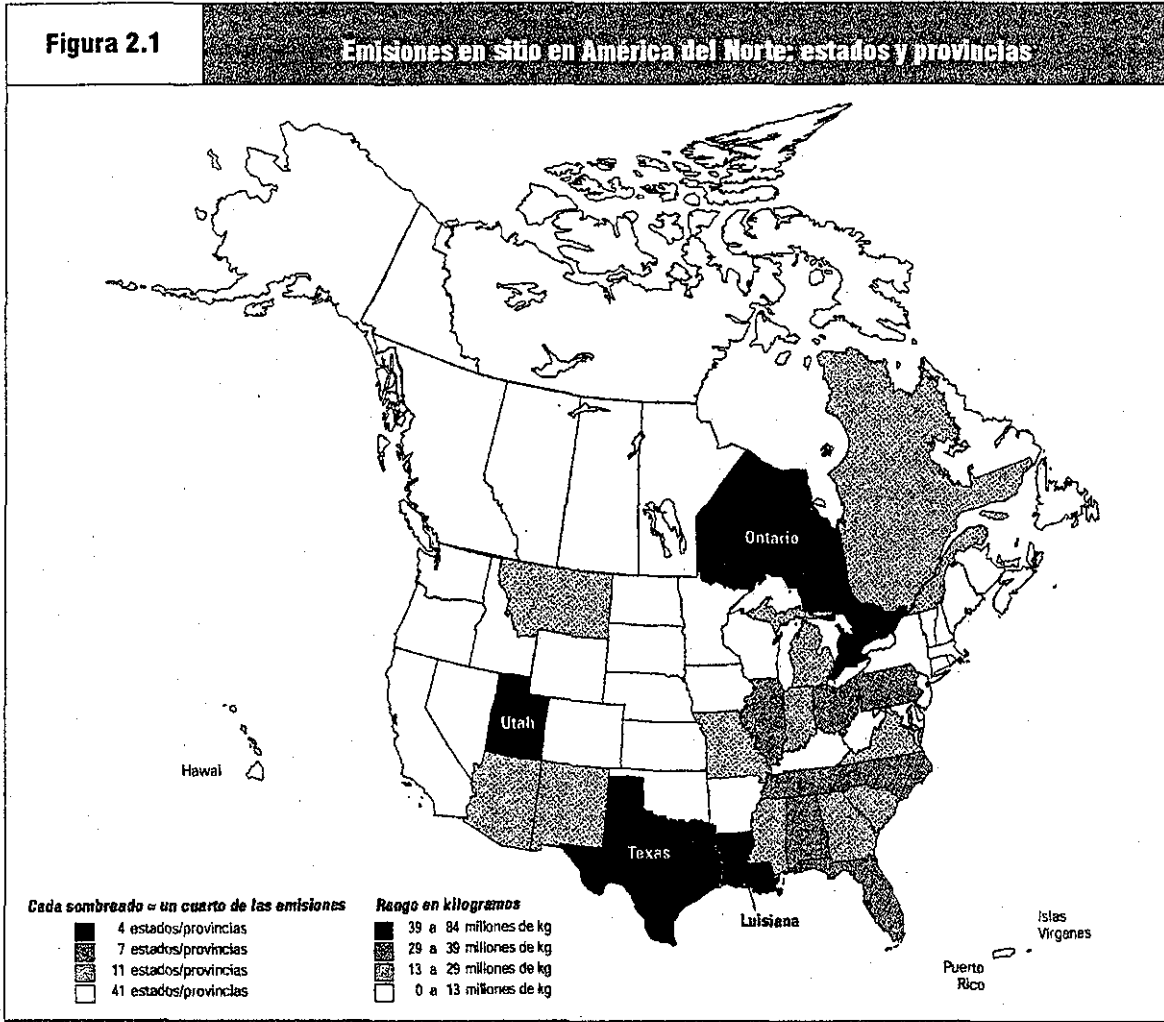 Figura 2.1
Emisiones en sitio en América del Norte: estados y provincias
Ontario
Utah
Hawai
Texas
Luisiana
Islas
Vírgenes
Puerto
Rico
Cada sombreado ≈ un cuarto de las emisiones
4 estados/provincias
7 estados/provincias
11 estados/provincias
41 estados/provincias
Rango en kilogramos
39 a 84 millones de kg
29 a 39 millones de kg
13 a 29 millones de kg
0 a 13 millones de kg